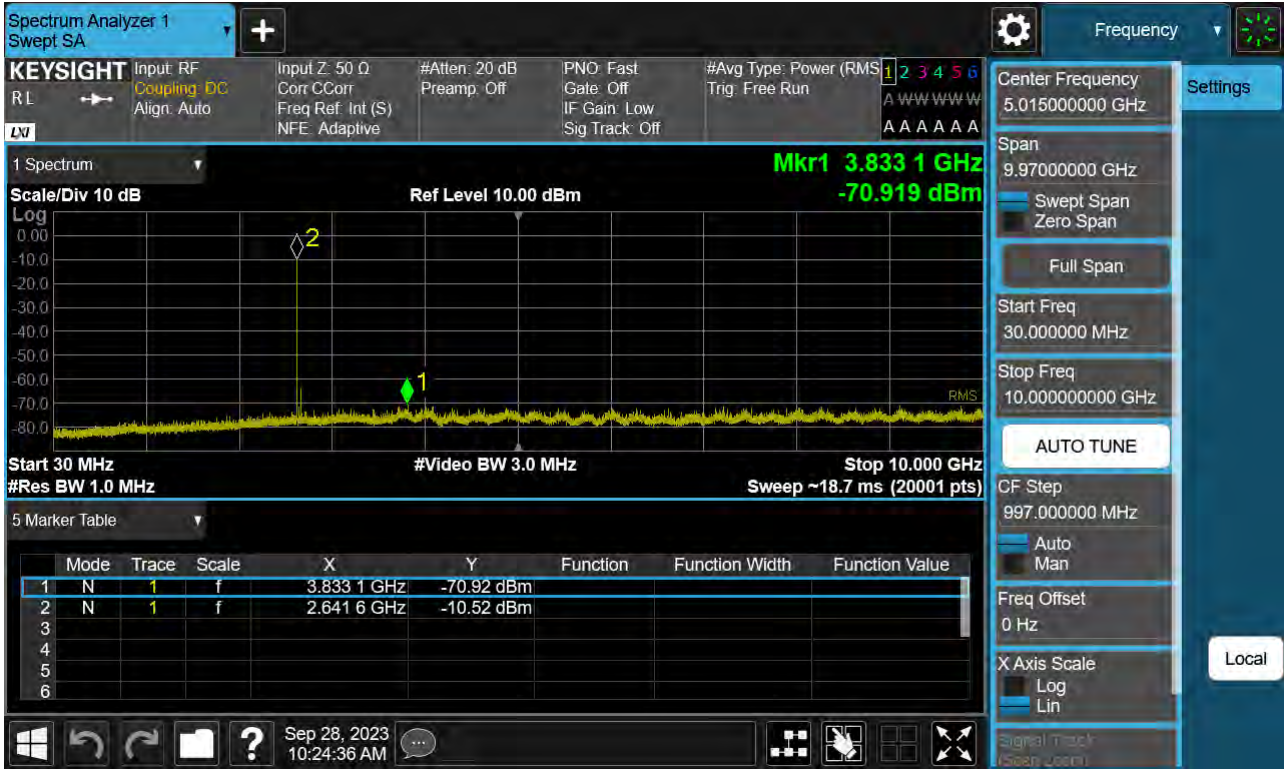 Spectrum Analyzer 1
Swept SA
+
Frequency
KEYSIGHT
RL
LXI
Input: RF
Coupling: DC
Align: Auto
Input Z: 50 Ω
Corr CCorr
Freq Ref: Int (S)
NFE: Adaptive
#Atten: 20 dB
Preamp: Off
PNO: Fast
Gate: Off
IF Gain: Low
Sig Track: Off
#Avg Type: Power (RMS
Trig: Free Run
1 2 3 4 5 6
A W W W W W
A A A A A A
1 Spectrum
Mkr1 3.833 1 GHz
Scale/Div 10 dB
Ref Level 10.00 dBm
-70.919 dBm
Log
0.00
-10.0
-20.0
-30.0
-40.0
-50.0
-60.0
-70.0
-80.0
2
1
RMS
Start 30 MHz
#Video BW 3.0 MHz
Stop 10.000 GHz
#Res BW 1.0 MHz
Sweep ~18.7 ms (20001 pts)
5 Marker Table
Mode Trace Scale X Y Function Function Width Function Value
1 N 1 f 3.833 1 GHz -70.92 dBm
2 N 1 f 2.641 6 GHz -10.52 dBm
3
4
5
6
Sep 28, 2023
10:24:36 AM
?
Center Frequency
5.015000000 GHz
Settings
Span
9.97000000 GHz
Swept Span
Zero Span
Full Span
Start Freq
30.000000 MHz
Stop Freq
10.000000000 GHz
AUTO TUNE
CF Step
997.000000 MHz
Auto
Man
Freq Offset
0 Hz
X Axis Scale
Log
Lin
Local
Signal Track
(Span Zoom)